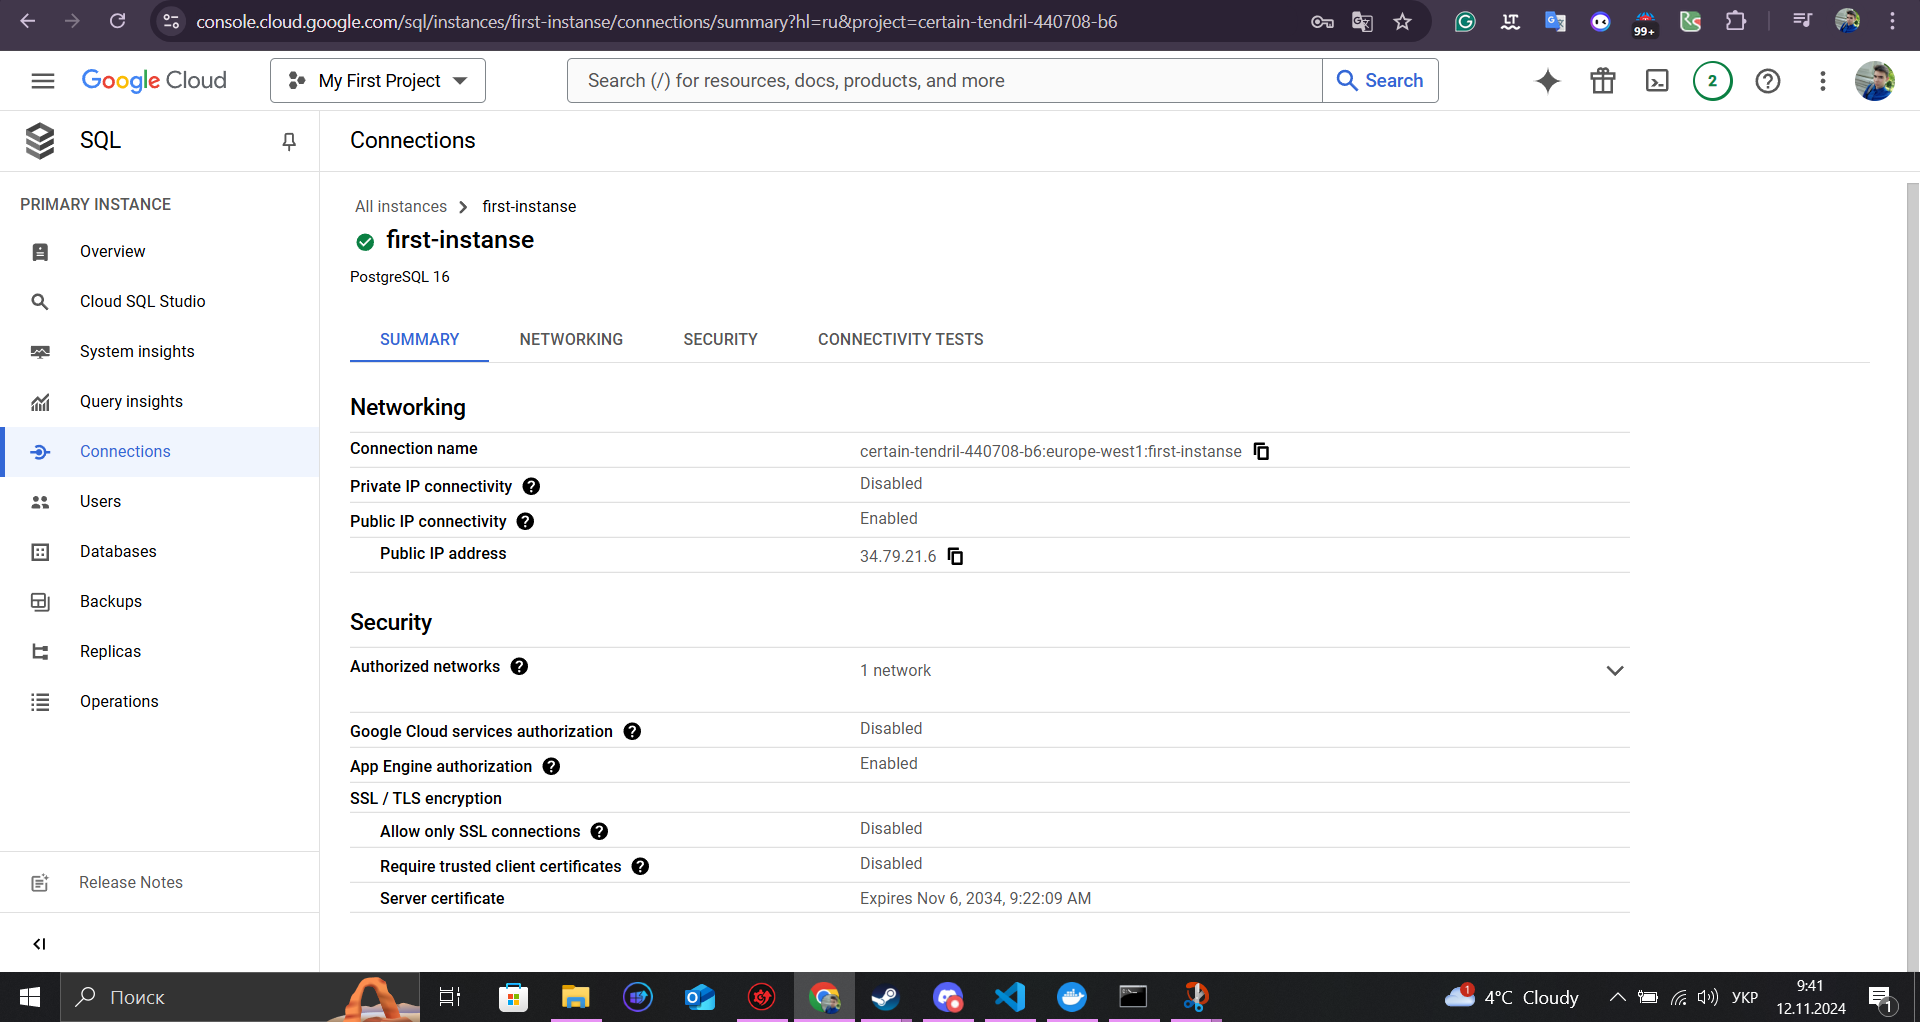 console.cloud.google.com/sql/instances/first-instanse/connections/summary?hl=ru&project=certain-tendril-440708-b6
99+
Google Cloud
My First Project
Search (/) for resources, docs, products, and more
Search
2
SQL
Connections
PRIMARY INSTANCE
Overview
Cloud SQL Studio
System insights
Query insights
Connections
Users
Databases
Backups
Replicas
Operations
Release Notes
All instances
first-instanse
first-instanse
PostgreSQL 16
SUMMARY
NETWORKING
SECURITY
CONNECTIVITY TESTS
Networking
Connection name
certain-tendril-440708-b6:europe-west1:first-instanse
Private IP connectivity
Disabled
Public IP connectivity
Enabled
Public IP address
34.79.21.6
Security
Authorized networks
1 network
Google Cloud services authorization
Disabled
App Engine authorization
Enabled
SSL / TLS encryption
Allow only SSL connections
Disabled
Require trusted client certificates
Disabled
Server certificate
Expires Nov 6, 2034, 9:22:09 AM
Поиск
1
4°C Cloudy
УКР
9:41
12.11.2024
1